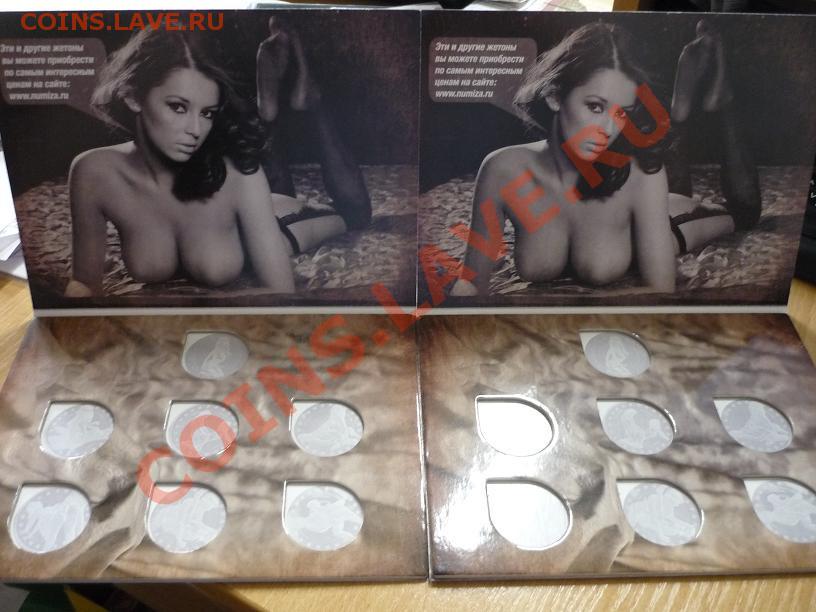 COINS.LAVE.RU
Эти и другие жетоны
вы можете приобрести
по самым интересным
ценам на сайте:
www.numiza.ru
Эти и другие жетоны
вы можете приобрести
по самым интересным
ценам на сайте:
www.numiza.ru
COINS.LAVE.RU